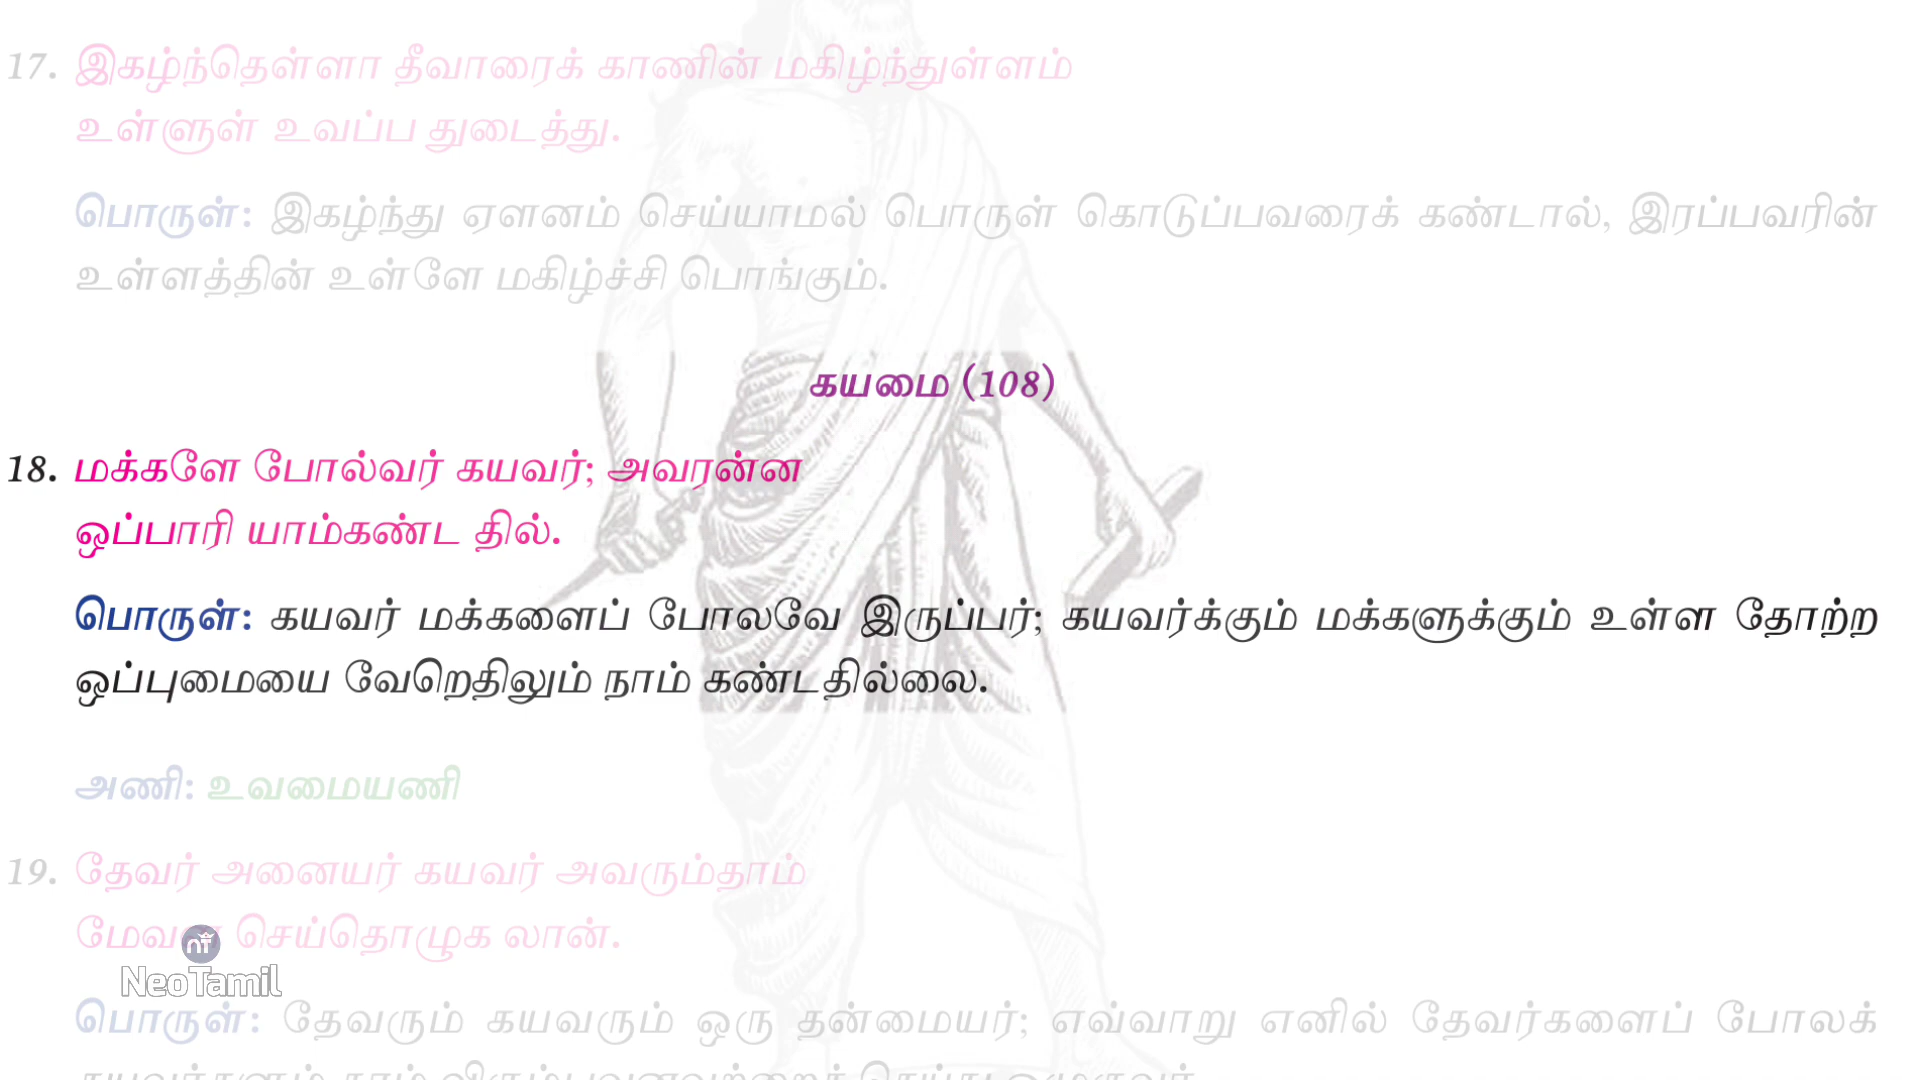 17. இகழ்ந்தெள்ளா தீவாரைக் காணின் மகிழ்ந்துள்ளம்
உள்ளுள் உவப்ப துடைத்து.
பொருள்: இகழ்ந்து ஏளனம் செய்யாமல் பொருள் கொடுப்பவரைக் கண்டால், இரப்பவரின்
உள்ளத்தின் உள்ளே மகிழ்ச்சி பொங்கும்.
கயமை (108)
18. மக்களே போல்வர் கயவர்; அவரன்ன
ஒப்பாரி யாம்கண்ட தில்.
பொருள்: கயவர் மக்களைப் போலவே இருப்பர்; கயவர்க்கும் மக்களுக்கும் உள்ள தோற்ற
ஒப்புமையை வேறெதிலும் நாம் கண்டதில்லை.
அணி: உவமையணி
19. தேவர் அனையர் கயவர் அவரும்தாம்
செய்தொழுக லான்.
NeoTamil
பொருள்: தேவரும் கயவரும் ஒரு தன்மையர்; எவ்வாறு எனில் தேவர்களைப் போலக்